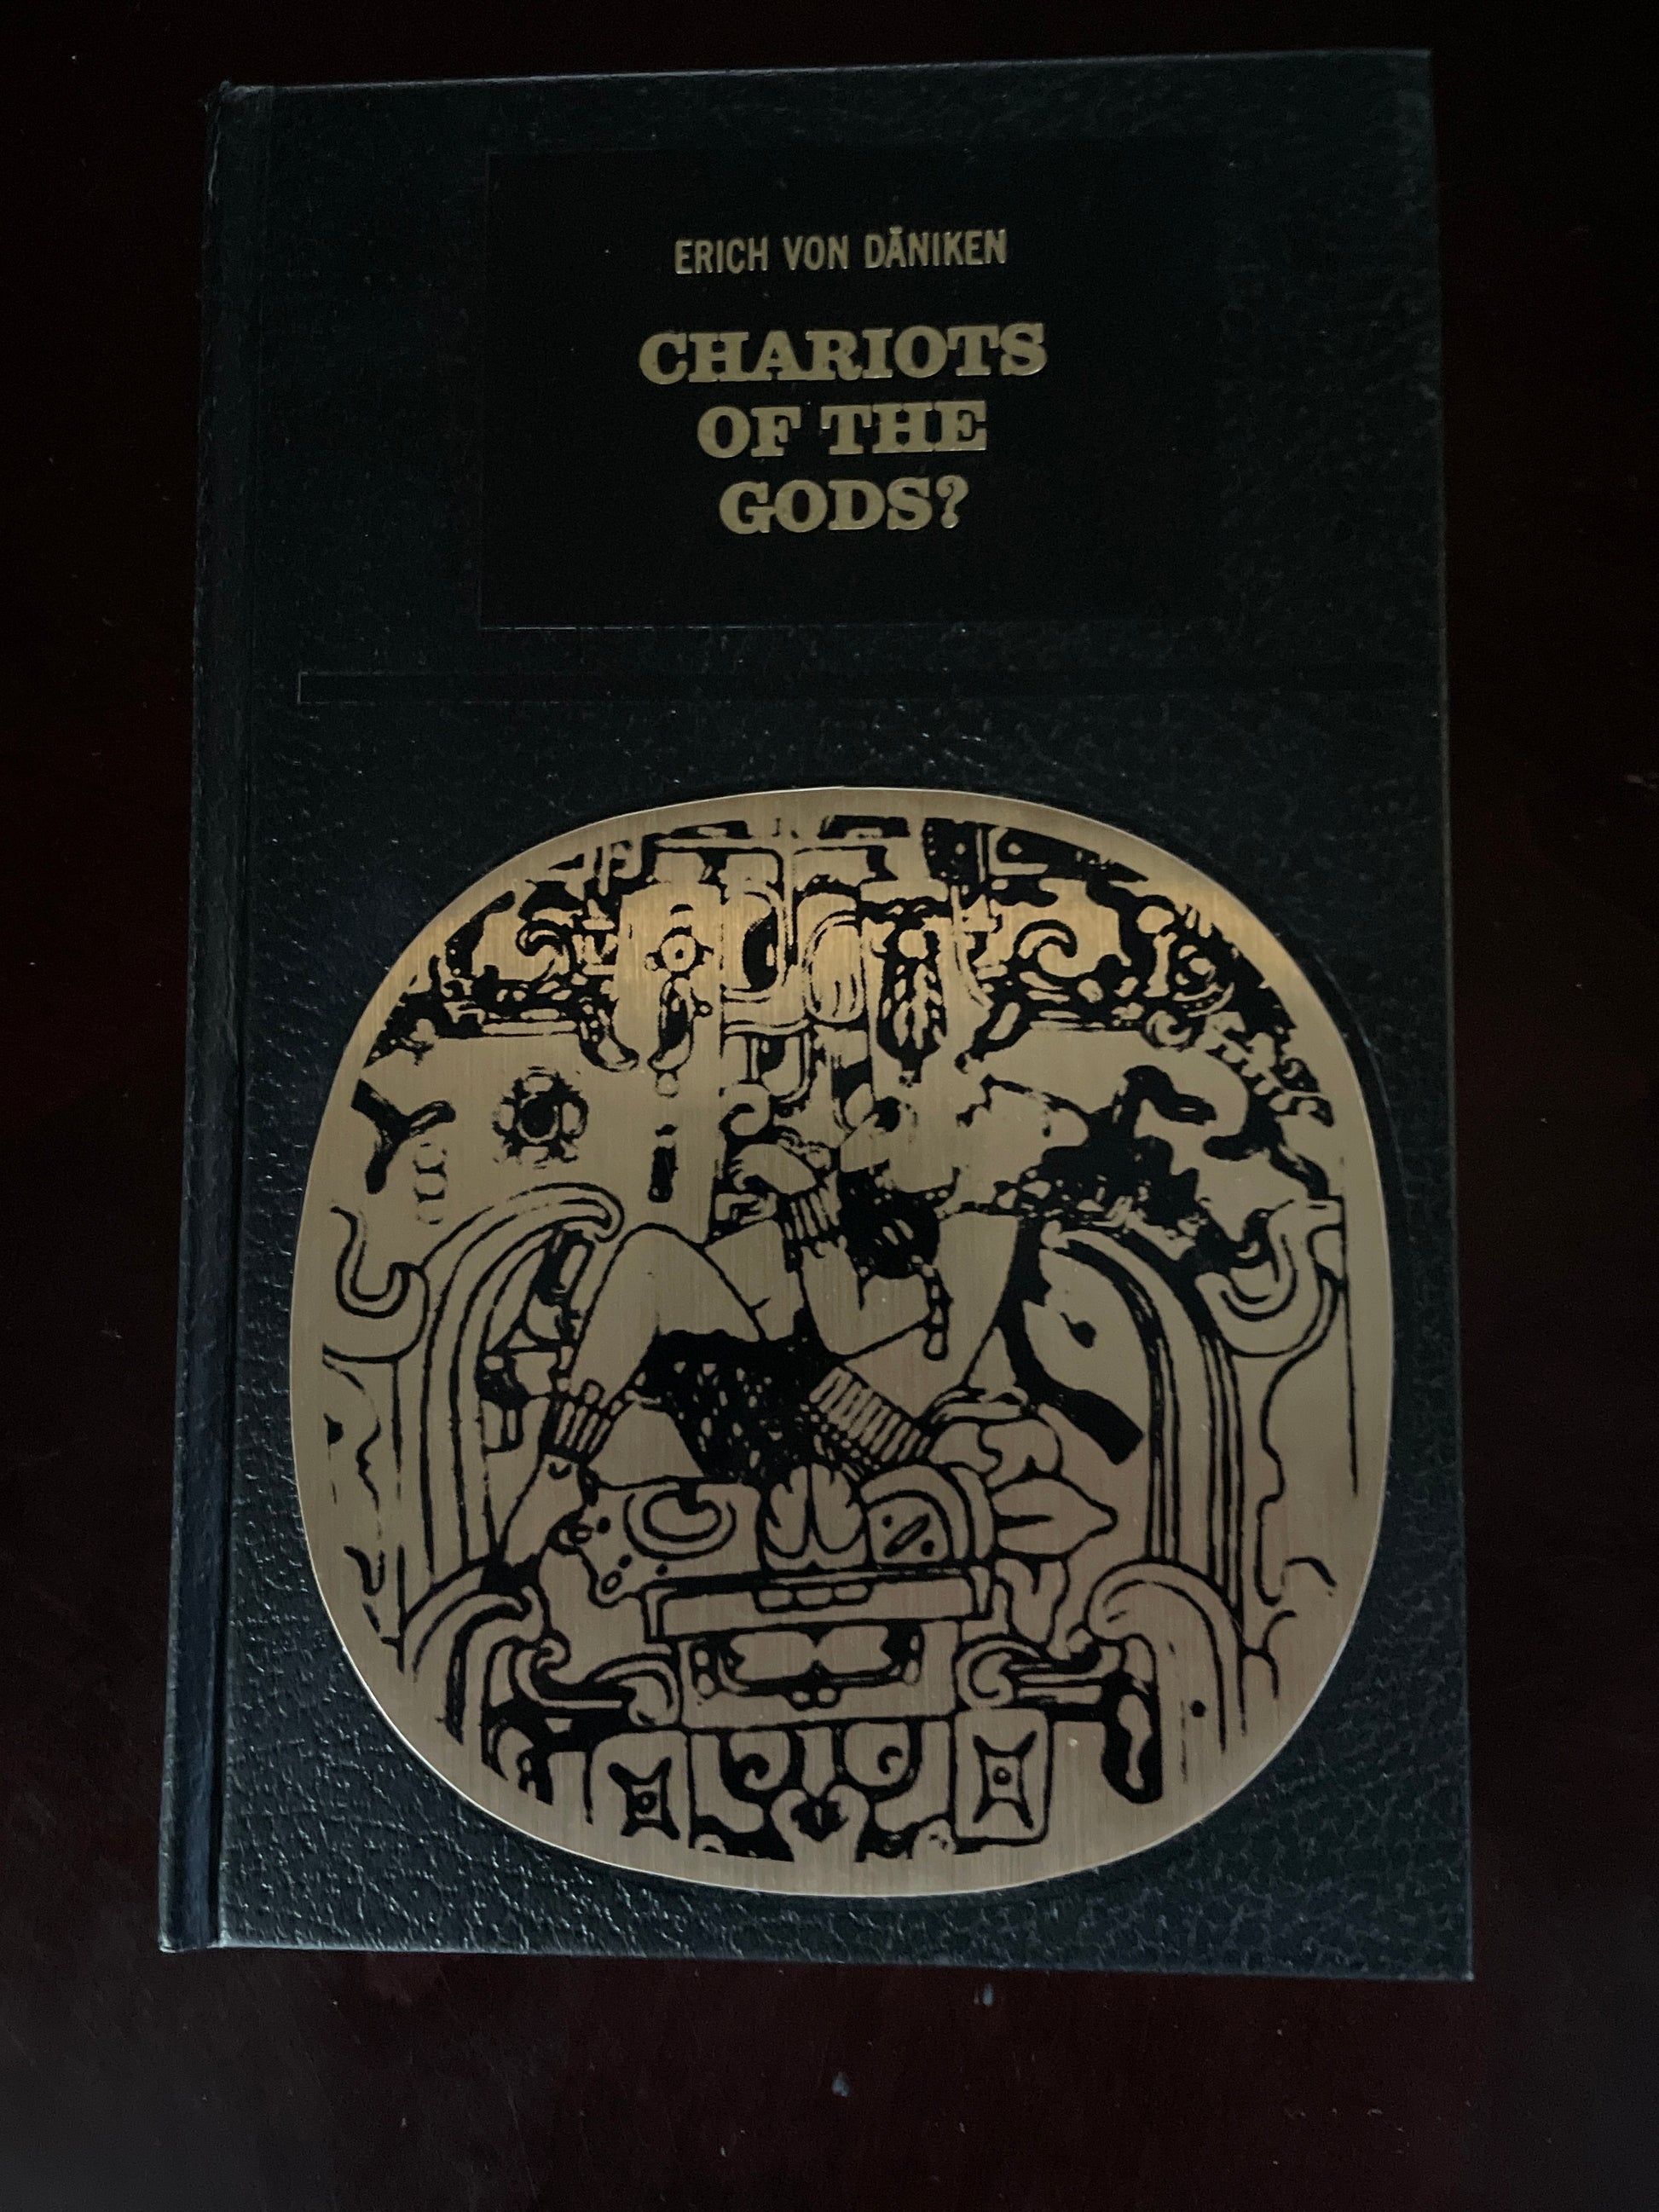 ERICH VON DÄNIKEN
CHARIOTS
OF THE
GODS?